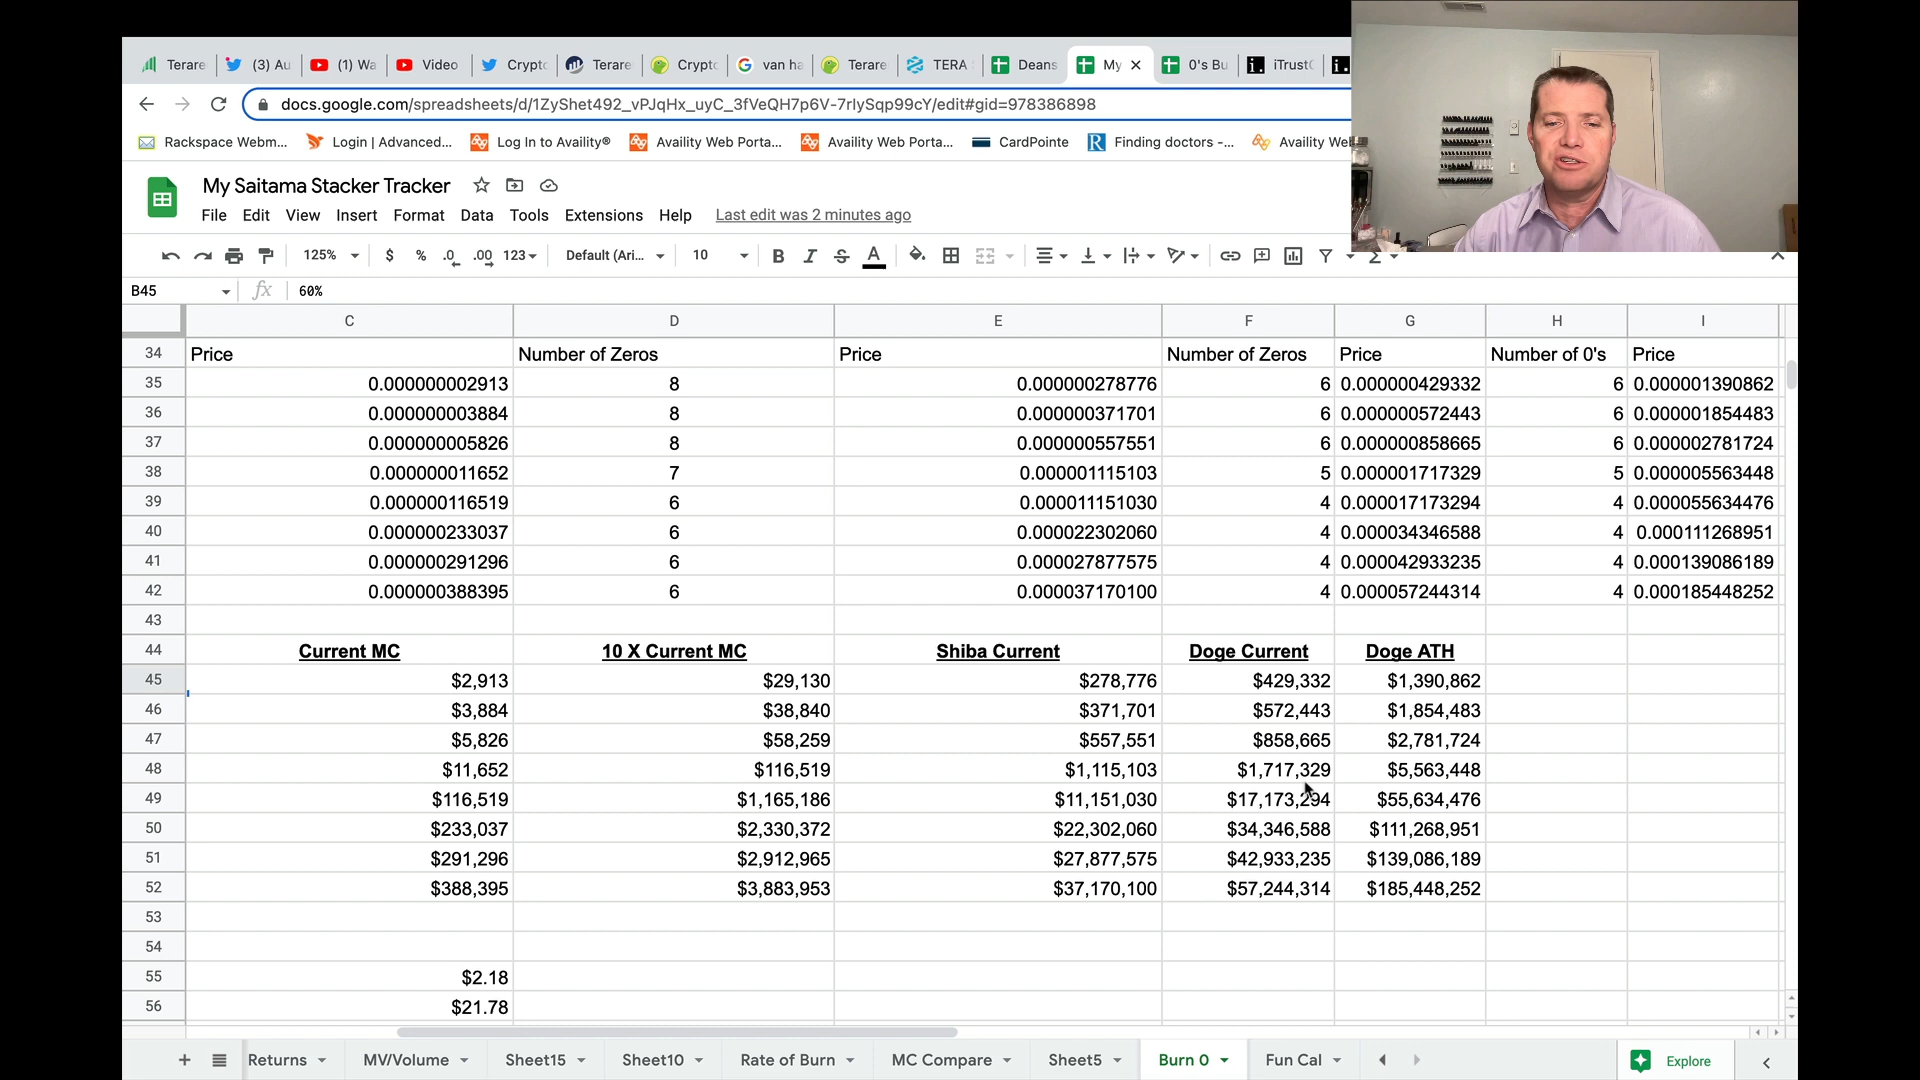 Terare (3) Au (1) Wa Video Crypto Terare Crypto van ha Terare TERA Deans My 0's Bu iTrust
docs.google.com/spreadsheets/d/1ZyShet492_vPJqHx_uyC_3fVeQH7p6V-7rlySqp99cY/edit#gid=978386898
Rackspace Webm... Login | Advanced... Log In to Availity® Availity Web Porta... Availity Web Porta... CardPointe Finding doctors -... Availity We
My Saitama Stacker Tracker
File Edit View Insert Format Data Tools Extensions Help Last edit was 2 minutes ago
125% $ % .0 .00 123 Default (Ari... 10 B I S A
B45 fx 60%
C D E F G H I
34 Price Number of Zeros Price Number of Zeros Price Number of 0's Price
35 0.000000002913 8 0.000000278776 6 0.000000429332 6 0.000001390862
36 0.000000003884 8 0.000000371701 6 0.000000572443 6 0.000001854483
37 0.000000005826 8 0.000000557551 6 0.000000858665 6 0.000002781724
38 0.000000011652 7 0.000001115103 5 0.000001717329 5 0.000005563448
39 0.000000116519 6 0.000011151030 4 0.000017173294 4 0.000055634476
40 0.000000233037 6 0.000022302060 4 0.000034346588 4 0.000111268951
41 0.000000291296 6 0.000027877575 4 0.000042933235 4 0.000139086189
42 0.000000388395 6 0.000037170100 4 0.000057244314 4 0.000185448252
43
44 Current MC 10 X Current MC Shiba Current Doge Current Doge ATH
45 $2,913 $29,130 $278,776 $429,332 $1,390,862
46 $3,884 $38,840 $371,701 $572,443 $1,854,483
47 $5,826 $58,259 $557,551 $858,665 $2,781,724
48 $11,652 $116,519 $1,115,103 $1,717,329 $5,563,448
49 $116,519 $1,165,186 $11,151,030 $17,173,294 $55,634,476
50 $233,037 $2,330,372 $22,302,060 $34,346,588 $111,268,951
51 $291,296 $2,912,965 $27,877,575 $42,933,235 $139,086,189
52 $388,395 $3,883,953 $37,170,100 $57,244,314 $185,448,252
53
54
55 $2.18
56 $21.78
Returns MV/Volume Sheet15 Sheet10 Rate of Burn MC Compare Sheet5 Burn 0 Fun Cal Explore